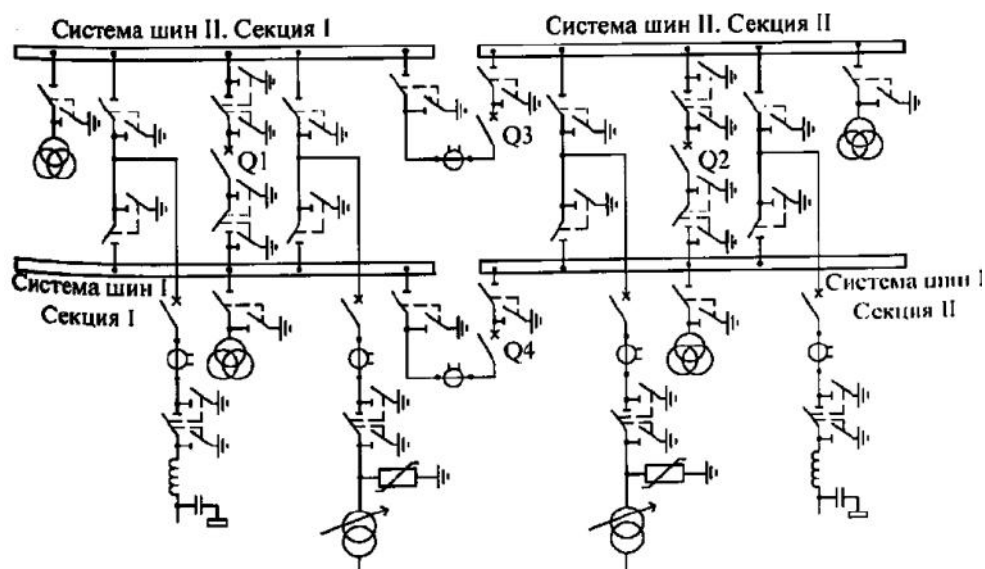 Система шин II. Секция I
Система шин II. Секция II
Q3
Q1
Q2
Система шин I
Секция I
Система шин I
Секция II
Q4